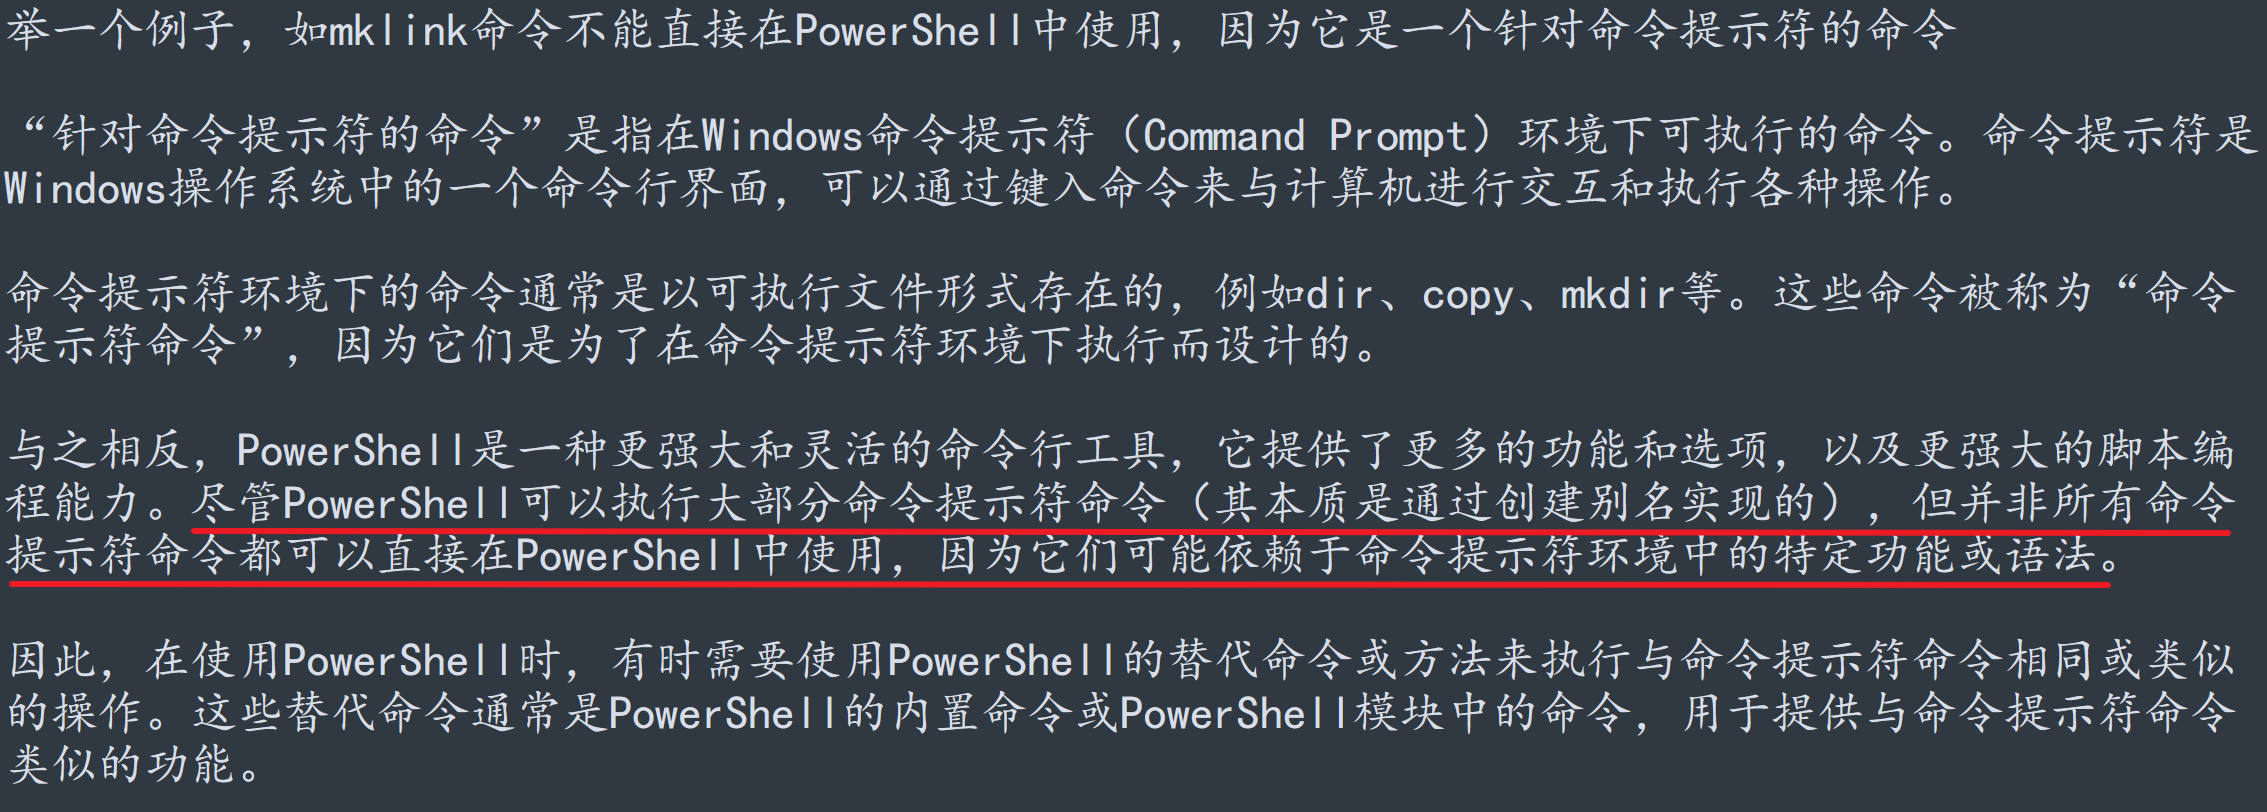 举一个例子，如mklink命令不能直接在PowerShell中使用，因为它是一个针对命令提示符的命令
“针对命令提示符的命令”是指在Windows命令提示符（Command Prompt）环境下可执行的命令。命令提示符是
Windows操作系统中的一个命令行界面，可以通过键入命令来与计算机进行交互和执行各种操作。
命令提示符环境下的命令通常是以可执行文件形式存在的，例如dir、copy、mkdir等。这些命令被称为“命令
提示符命令”，因为它们是为了在命令提示符环境下执行而设计的。
与之相反，PowerShell是一种更强大和灵活的命令行工具，它提供了更多的功能和选项，以及更强大的脚本编
程能力。尽管PowerShell可以执行大部分命令提示符命令（其本质是通过创建别名实现的），但并非所有命令
提示符命令都可以直接在PowerShell中使用，因为它们可能依赖于命令提示符环境中的特定功能或语法。
因此，在使用PowerShell时，有时需要使用PowerShell的替代命令或方法来执行与命令提示符命令相同或类似
的操作。这些替代命令通常是PowerShell的内置命令或PowerShell模块中的命令，用于提供与命令提示符命令
类似的功能。